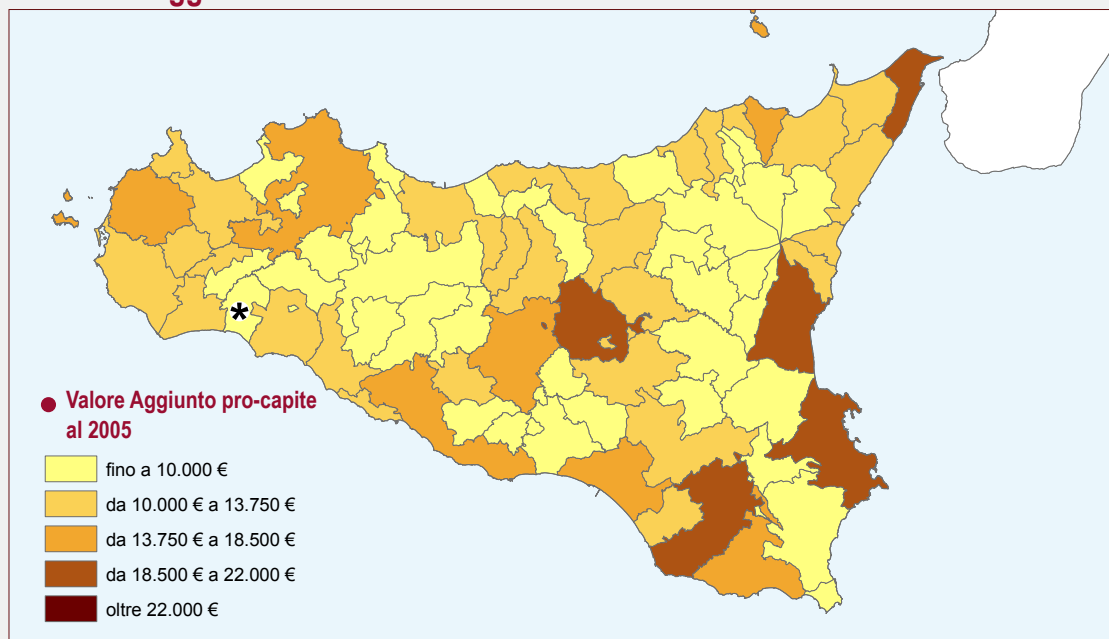 Valore Aggiunto pro-capite
al 2005
fino a 10.000 €
da 10.000 € a 13.750 €
da 13.750 € a 18.500 €
da 18.500 € a 22.000 €
oltre 22.000 €
*